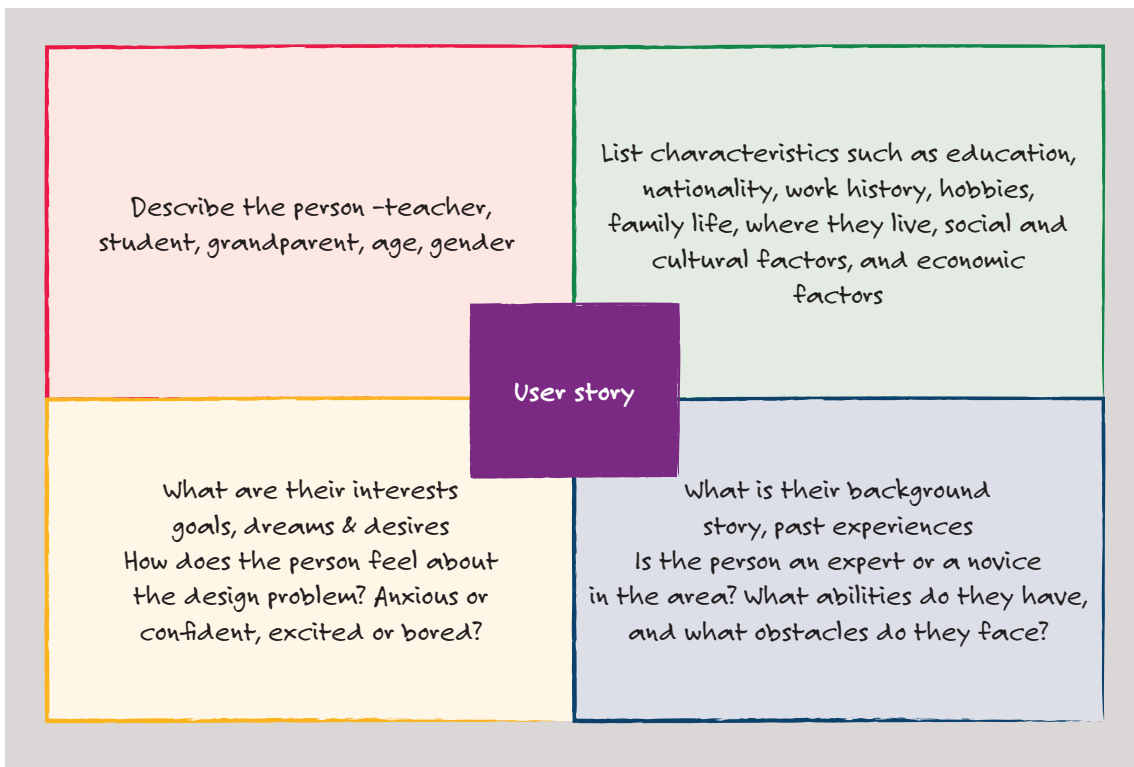 Describe the person –teacher,
student, grandparent, age, gender
List characteristics such as education,
nationality, work history, hobbies,
family life, where they live, social and
cultural factors, and economic
factors
User story
What are their interests
goals, dreams & desires
How does the person feel about
the design problem? Anxious or
confident, excited or bored?
What is their background
story, past experiences
Is the person an expert or a novice
in the area? What abilities do they have,
and what obstacles do they face?